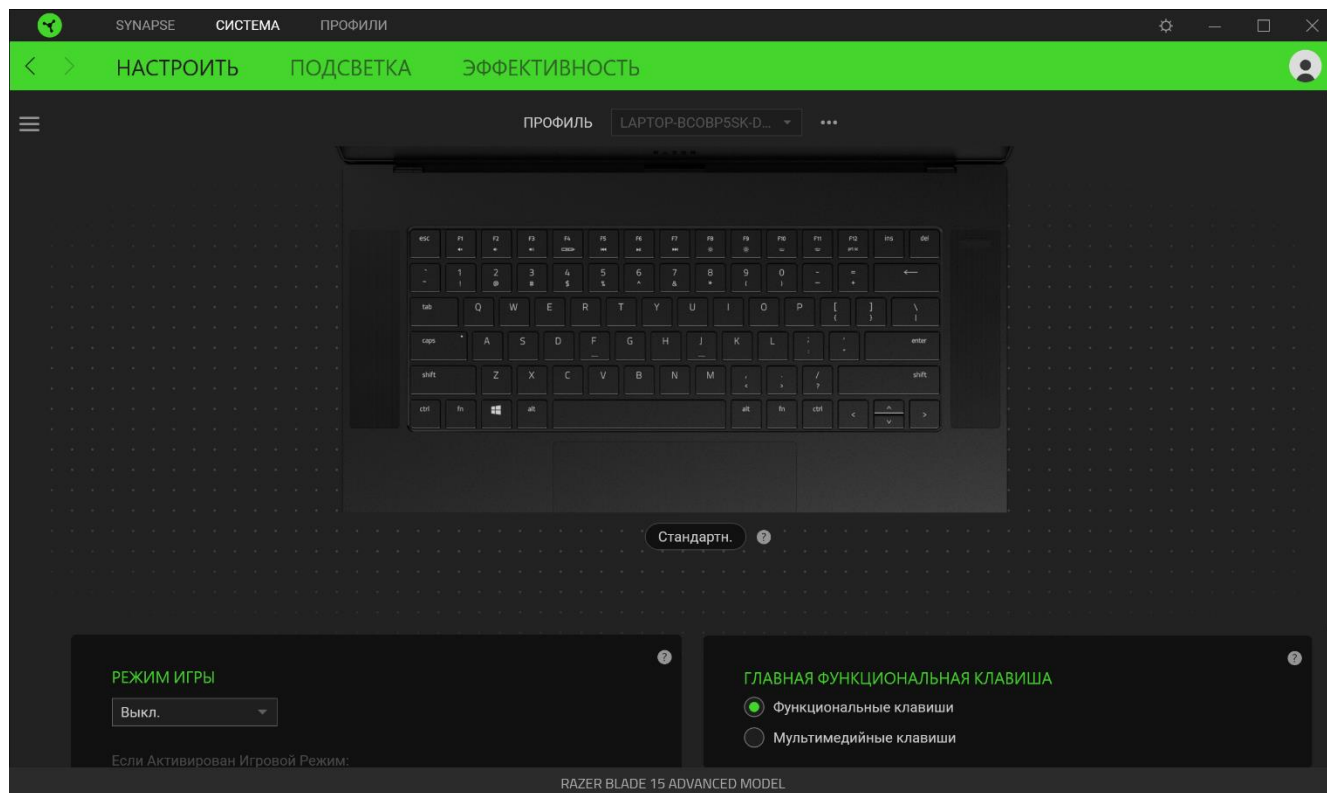 SYNAPSE СИСТЕМА ПРОФИЛИ
НАСТРОИТЬ ПОДСВЕТКА ЭФФЕКТИВНОСТЬ
ПРОФИЛЬ LAPTOP-BCOBP5SK-D... •••
esc F1 F2 F3 F4 F5 F6 F7 F8 F9 F10 F11 F12 ins del
1 2 3 4 5 6 7 8 9 0 - =
! @ # $ % ^ & * ( ) +
tab Q W E R T Y U I O P [ ] \
caps A S D F G H J K L ; ' enter
shift Z X C V B N M , . / ? shift
ctrl fn alt alt fn ctrl < ^ v >
Стандартн. ?
РЕЖИМ ИГРЫ ?
Выкл.
Если Активирован Игровой Режим:
ГЛАВНАЯ ФУНКЦИОНАЛЬНАЯ КЛАВИША ?
Функциональные клавиши
Мультимедийные клавиши
RAZER BLADE 15 ADVANCED MODEL